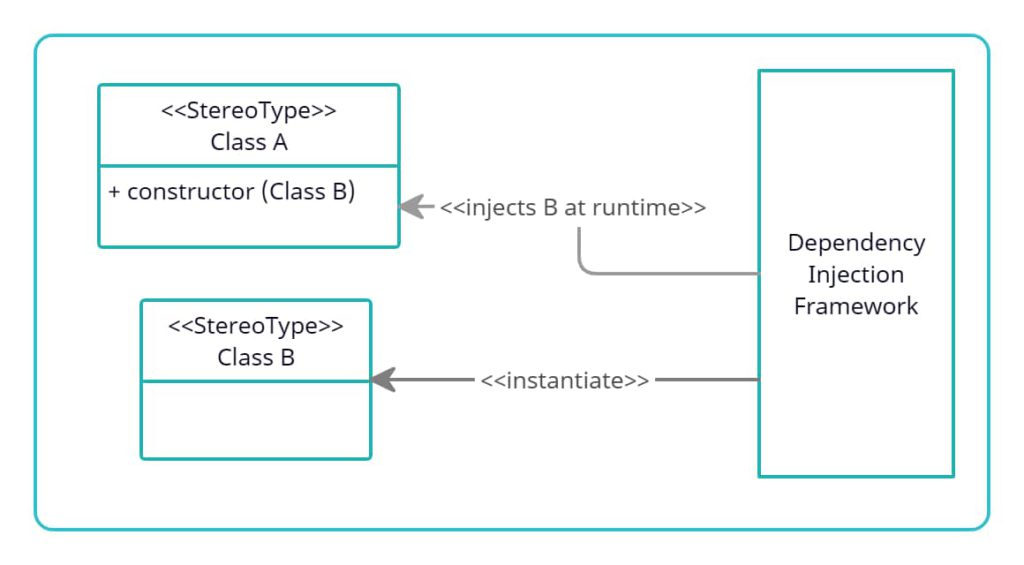 <<StereoType>>
Class A
+ constructor (Class B)
<<injects B at runtime>>
<<StereoType>>
Class B
<<instantiate>>
Dependency
Injection
Framework